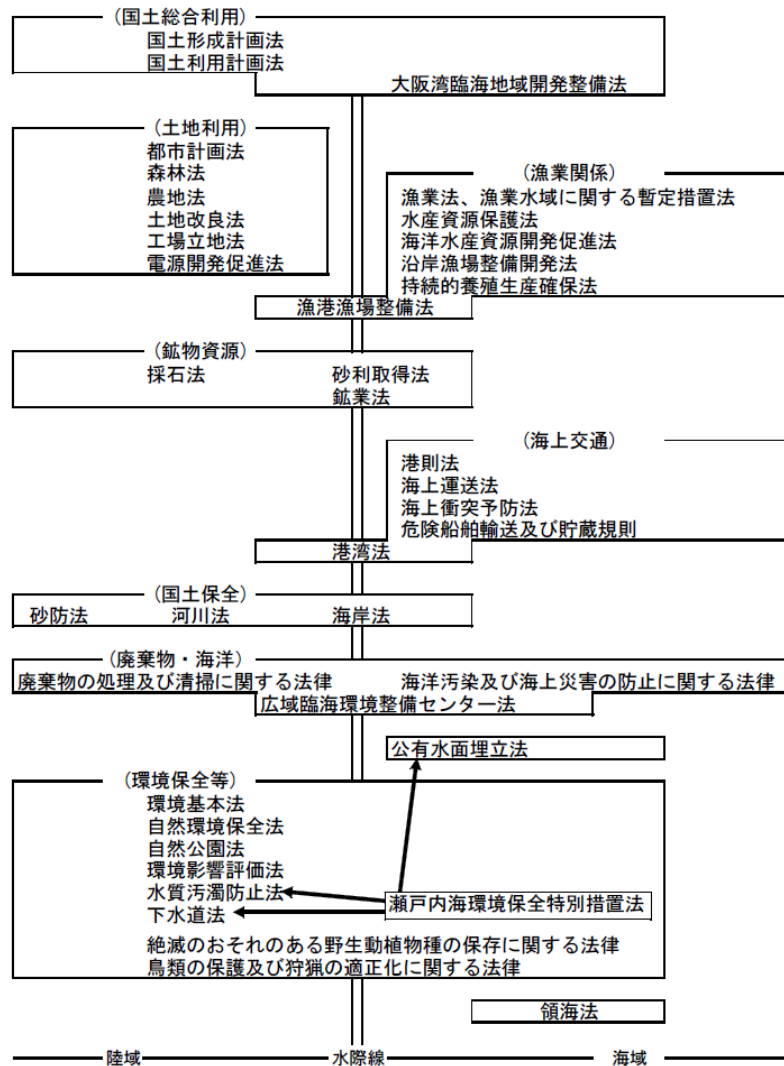 (国土総合利用)
国土形成計画法
国土利用計画法
大阪湾臨海地域開発整備法
(土地利用)
都市計画法
森林法
農地法
土地改良法
工場立地法
電源開発促進法
(漁業関係)
漁業法、漁業水域に関する暫定措置法
水産資源保護法
海洋水産資源開発促進法
沿岸漁場整備開発法
持続的養殖生産確保法
漁港漁場整備法
(鉱物資源)
採石法 砂利取得法
鉱業法
(海上交通)
港則法
海上運送法
海上衝突予防法
危険船舶輸送及び貯蔵規則
港湾法
(国土保全)
砂防法 河川法 海岸法
(廃棄物・海洋)
廃棄物の処理及び清掃に関する法律 海洋汚染及び海上災害の防止に関する法律
広域臨海環境整備センター法
公有水面埋立法
(環境保全等)
環境基本法
自然環境保全法
自然公園法
環境影響評価法
水質汚濁防止法
瀬戸内海環境保全特別措置法
下水道法
絶滅のおそれのある野生動植物種の保存に関する法律
鳥類の保護及び狩猟の適正化に関する法律
領海法
陸域 水際線 海域